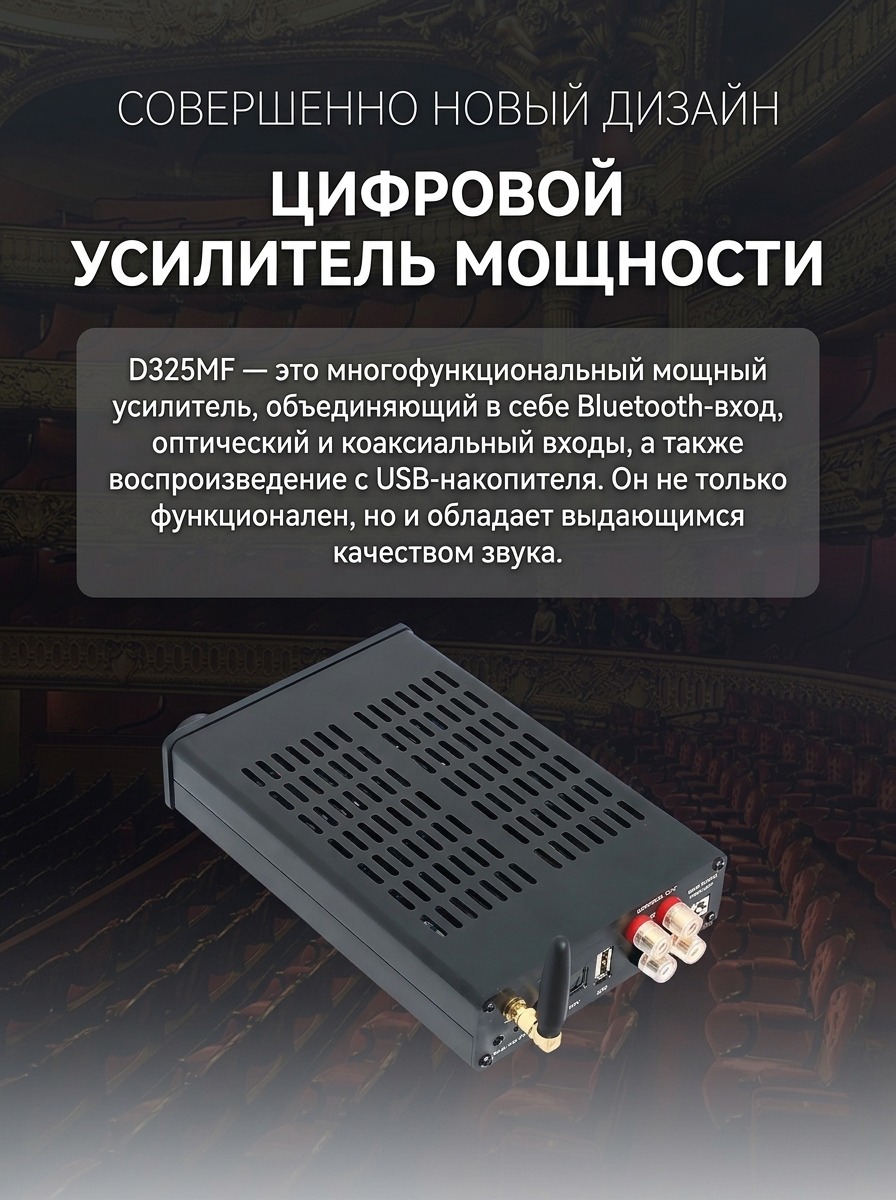 СОВЕРШЕННО НОВЫЙ ДИЗАЙН
ЦИФРОВОЙ
УСИЛИТЕЛЬ МОЩНОСТИ
D325MF — это многофункциональный мощный
усилитель, объединяющий в себе Bluetooth-вход,
оптический и коаксиальный входы, а также
воспроизведение с USB-накопителя. Он не только
функционален, но и обладает выдающимся
качеством звука.